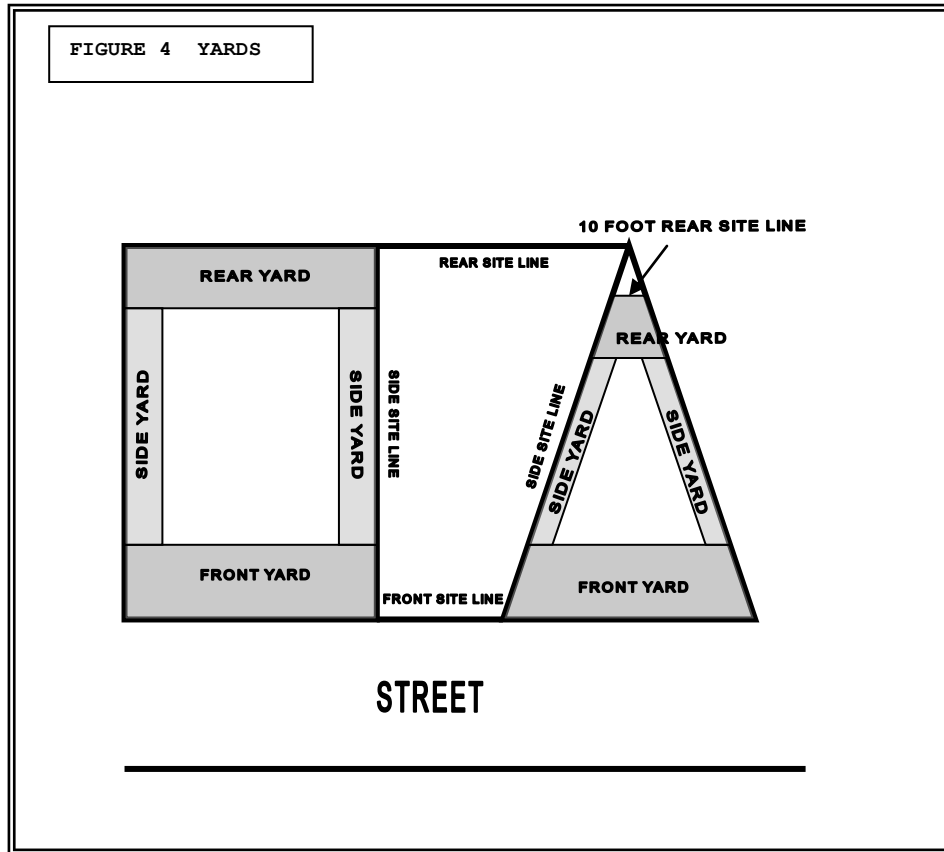 FIGURE 4 YARDS
10 FOOT REAR SITE LINE
REAR YARD
REAR SITE LINE
REAR YARD
SIDE YARD
SIDE YARD
SIDE SITE LINE
SIDE SITE LINE
SIDE YARD
SIDE YARD
FRONT YARD
FRONT SITE LINE
FRONT YARD
STREET